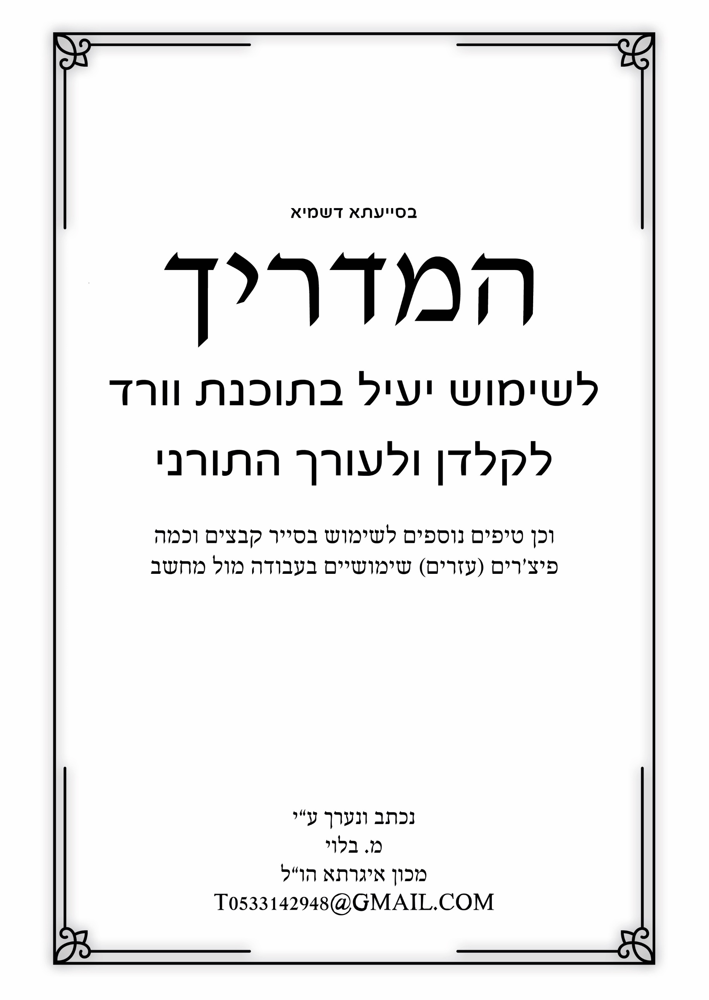 בסייעתא דשמיא
המדריך
לשימוש יעיל בתוכנת וורד
לקלדן ולעורך התורני
וכן טיפים נוספים לשימוש בסייר קבצים וכמה
פיצ'רים (עזרים) שימושיים בעבודה מול מחשב
נכתב ונערך ע"י
מ. בלוי
מכון איגרתא הו"ל
T0533142948@GMAIL.COM